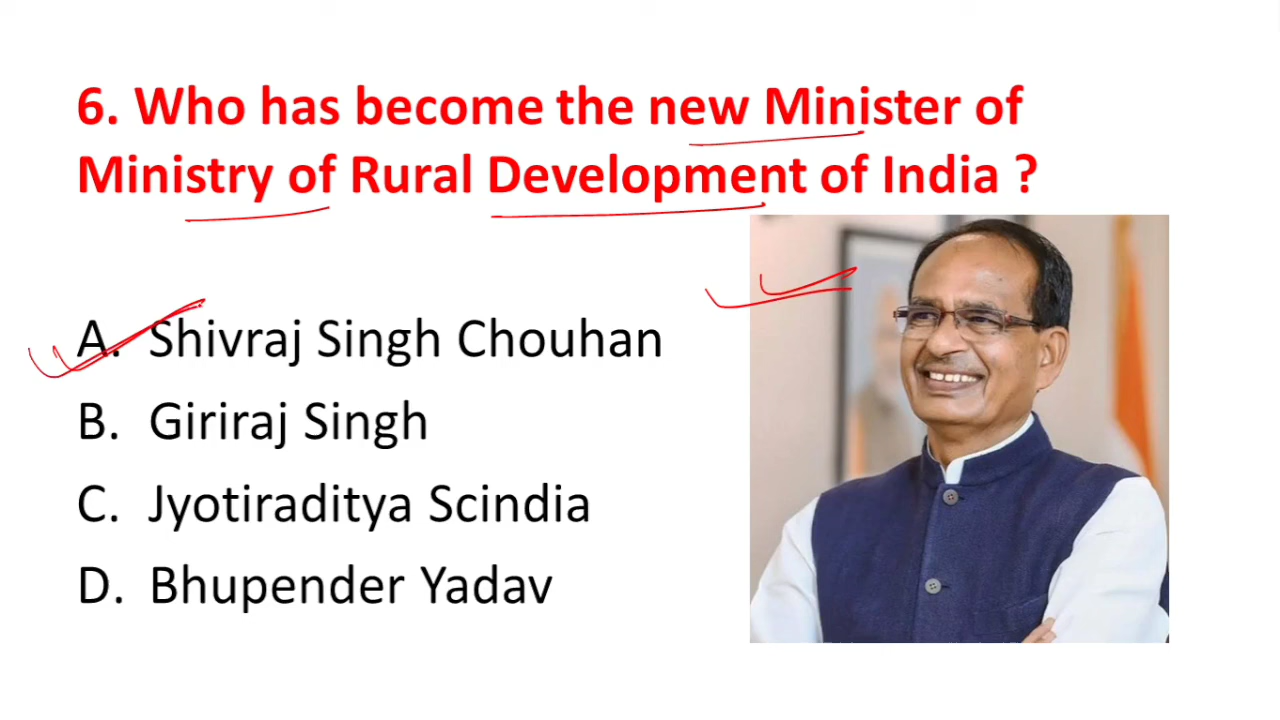 6. Who has become the new Minister of
Ministry of Rural Development of India ?
A. Shivraj Singh Chouhan
B. Giriraj Singh
C. Jyotiraditya Scindia
D. Bhupender Yadav